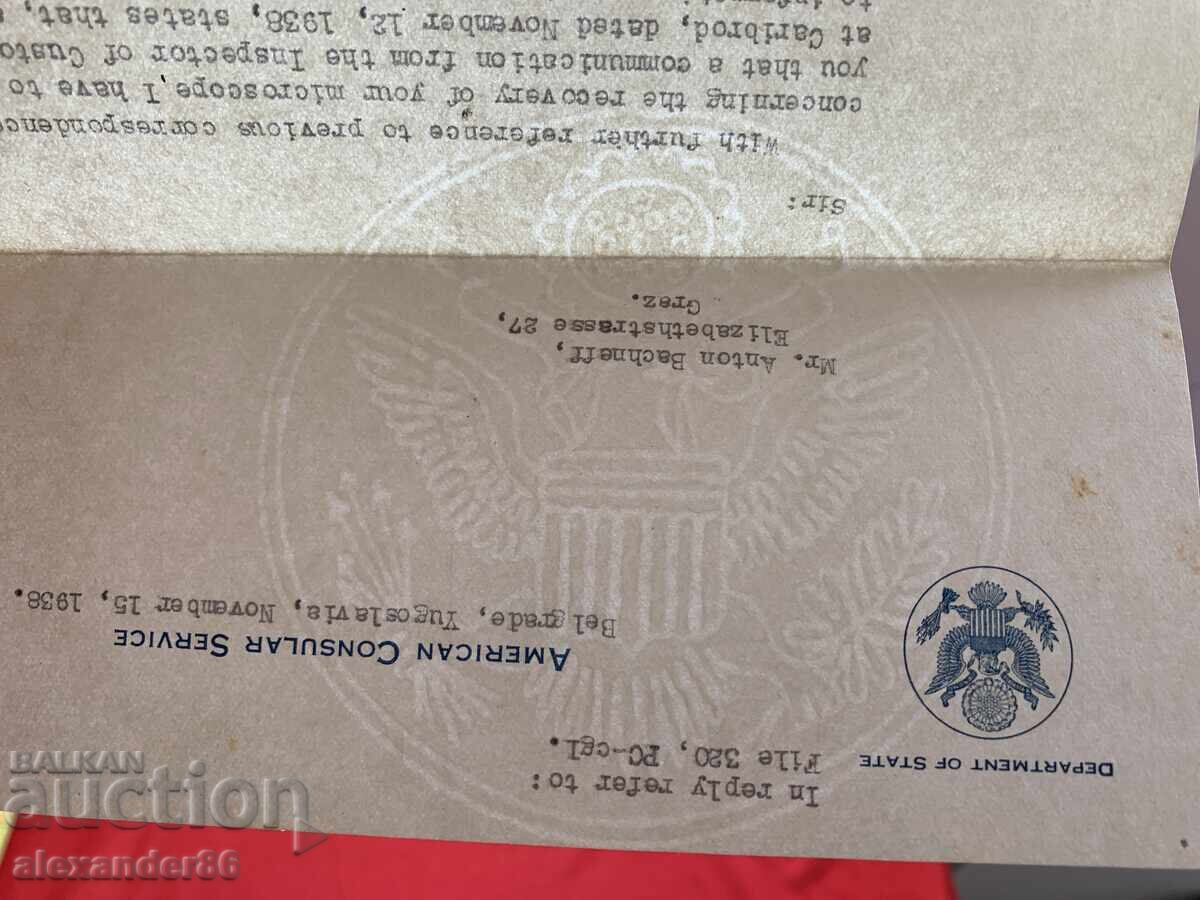 DEPARTMENT OF STATE
In reply refer to:
File 320, PC-cgl.
AMERICAN CONSULAR SERVICE
Belgrade, Yugoslavia, November 15, 1938.
Mr. Anton Bachneff,
Elizabethstrasse 27,
Graz.
Sir:
With further reference to previous correspondence
concerning the recovery of your microscope, I have to
you that a communication from the Inspector of Custo
at Caribrod, dated November 12, 1938, states that,
BALKAN
auction
alexander86